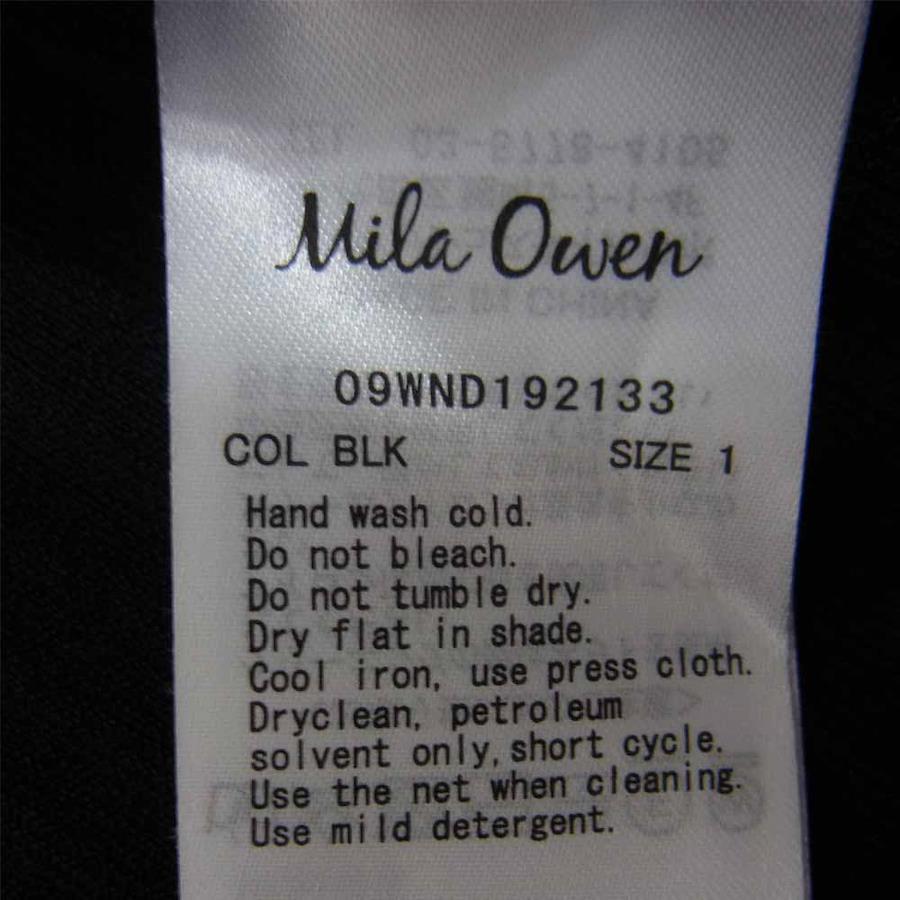 Mila Owen
09WND192133
COL BLK SIZE 1
Hand wash cold.
Do not bleach.
Do not tumble dry.
Dry flat in shade.
Cool iron, use press cloth.
Dryclean, petroleum
solvent only, short cycle.
Use the net when cleaning.
Use mild detergent.